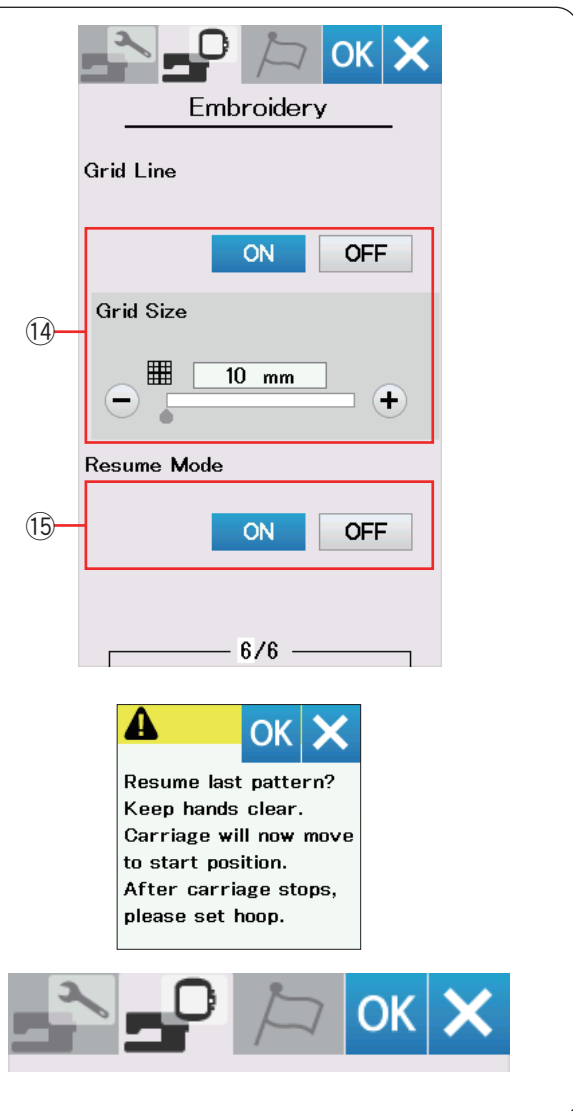 OK
Embroidery
Grid Line
ON OFF
Grid Size
⑭
10 mm
Resume Mode
⑮
ON OFF
6/6
OK
Resume last pattern?
Keep hands clear.
Carriage will now move
to start position.
After carriage stops,
please set hoop.
OK